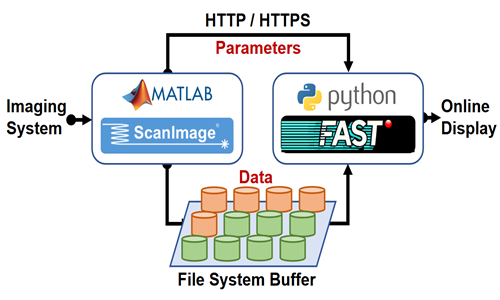 HTTP / HTTPS
Parameters
Imaging
System
MATLAB
ScanImage®
python
FAST
Online
Display
Data
File System Buffer